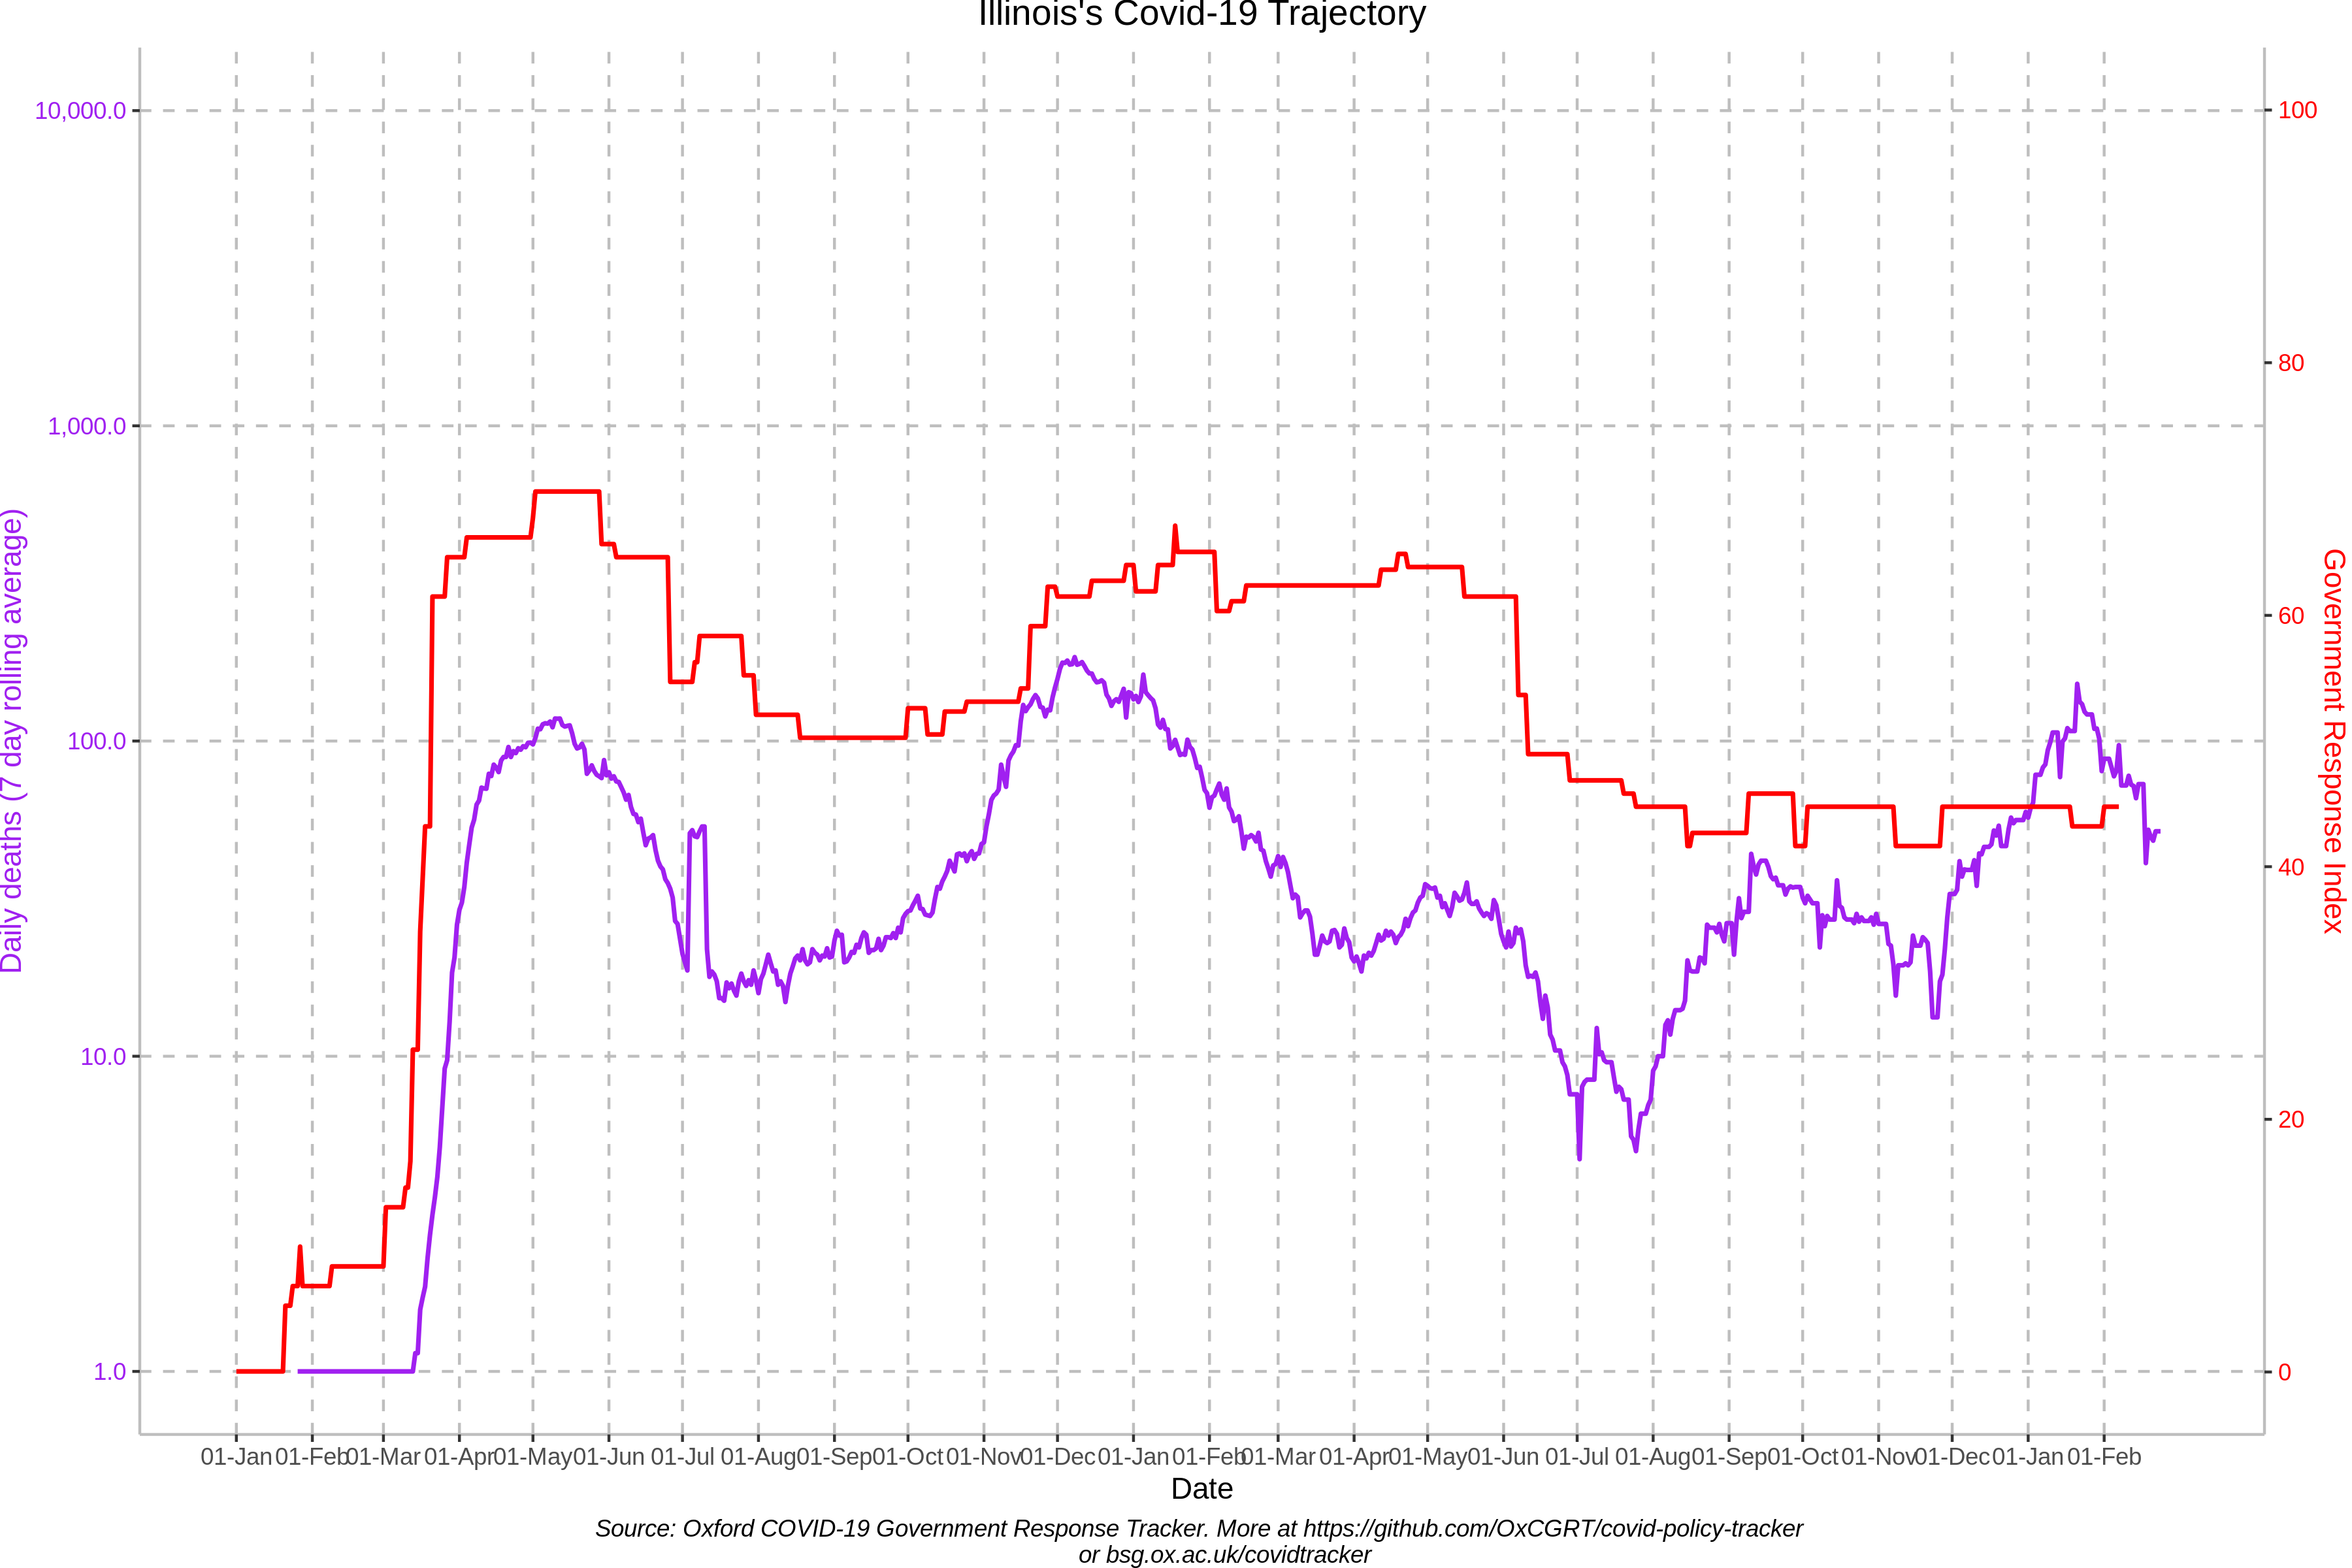 Illinois's Covid-19 Trajectory
10,000.0
1,000.0
100.0
10.0
1.0
Daily deaths (7 day rolling average)
100
80
60
40
20
0
Government Response Index
01-Jan 01-Feb 01-Mar 01-Apr 01-May 01-Jun 01-Jul 01-Aug 01-Sep 01-Oct 01-Nov 01-Dec 01-Jan 01-Feb 01-Mar 01-Apr 01-May 01-Jun 01-Jul 01-Aug 01-Sep 01-Oct 01-Nov 01-Dec 01-Jan 01-Feb
Date
Source: Oxford COVID-19 Government Response Tracker. More at https://github.com/OxCGRT/covid-policy-tracker
or bsg.ox.ac.uk/covidtracker